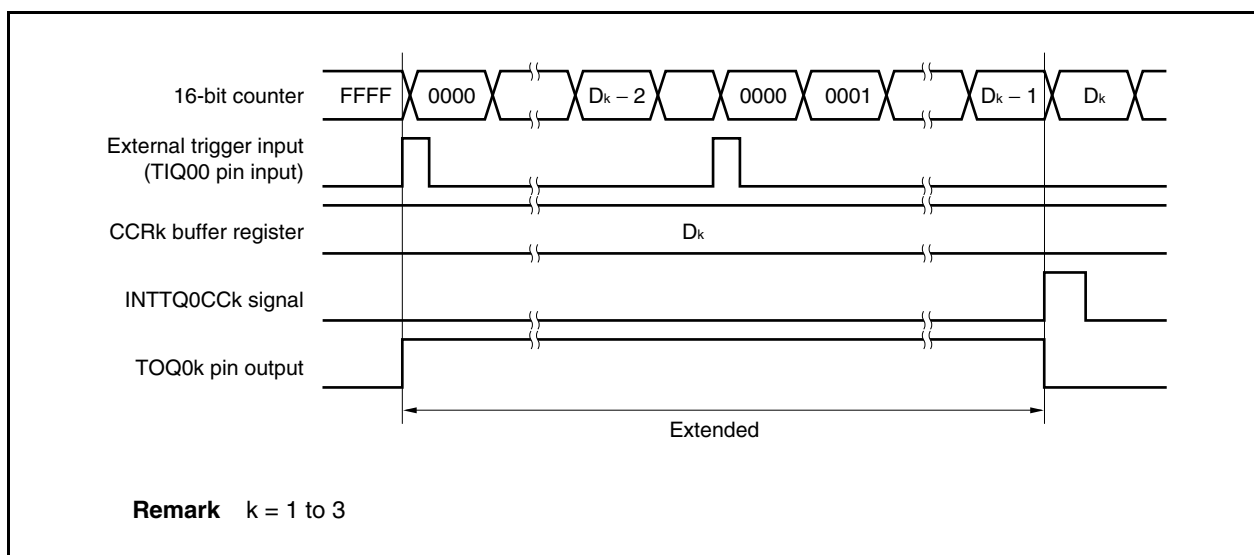 16-bit counter FFFF 0000 Dk − 2 0000 0001 Dk − 1 Dk
External trigger input
(TIQ00 pin input)
CCRk buffer register Dk
INTTQ0CCk signal
TOQ0k pin output
Extended
Remark k = 1 to 3